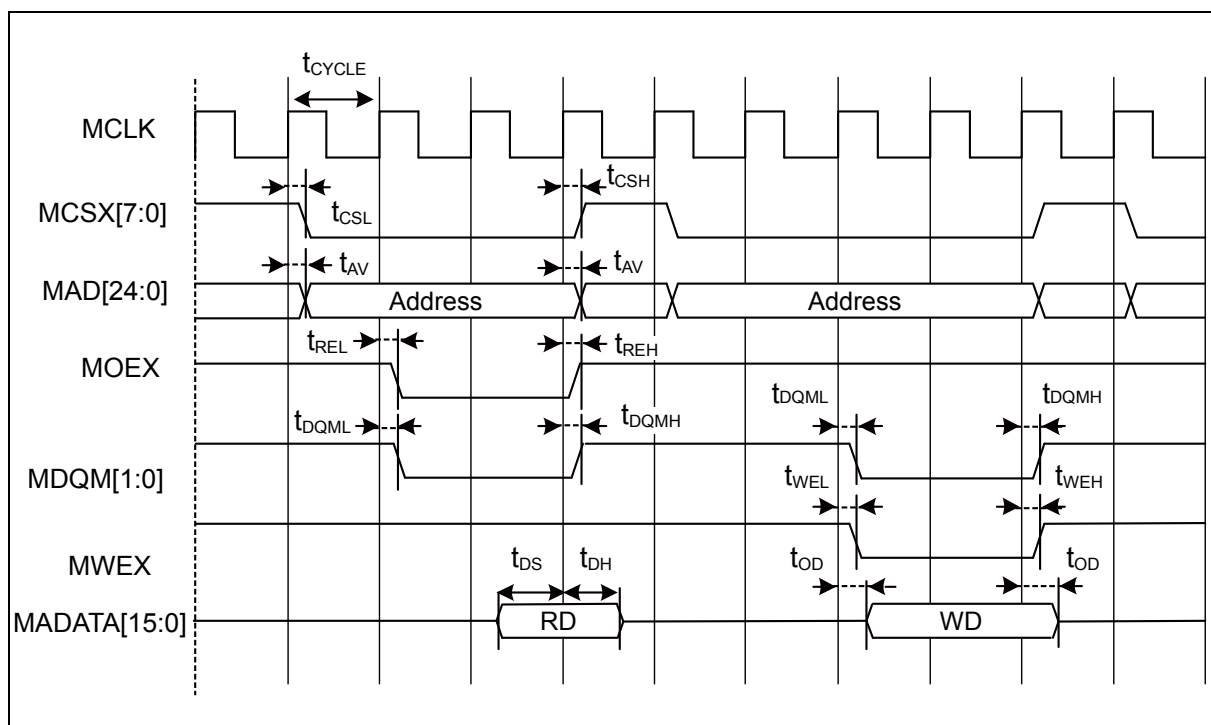 tCYCLE
MCLK
tCSH
MCSX[7:0]
tCSL
tAV
tAV
MAD[24:0]
Address
Address
tREL
tREH
MOEX
tDQML
tDQMH
tDQML
tDQMH
MDQM[1:0]
tWEL
tWEH
MWEX
tDS
tDH
tOD
tOD
MADATA[15:0]
RD
WD